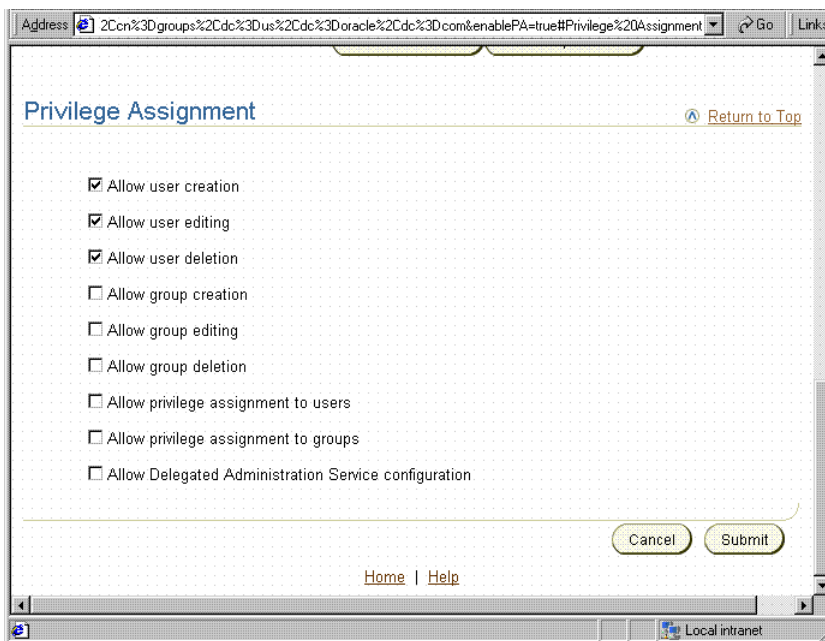 Address 2Ccn%3Dgroups%2Cdc%3Dus%2Cdc%3Doracle%2Cdc%3Dcom&enablePA=true#Privilege%20Assignment Go Links
Privilege Assignment
Return to Top
Allow user creation
Allow user editing
Allow user deletion
Allow group creation
Allow group editing
Allow group deletion
Allow privilege assignment to users
Allow privilege assignment to groups
Allow Delegated Administration Service configuration
Cancel Submit
Home | Help
Local intranet